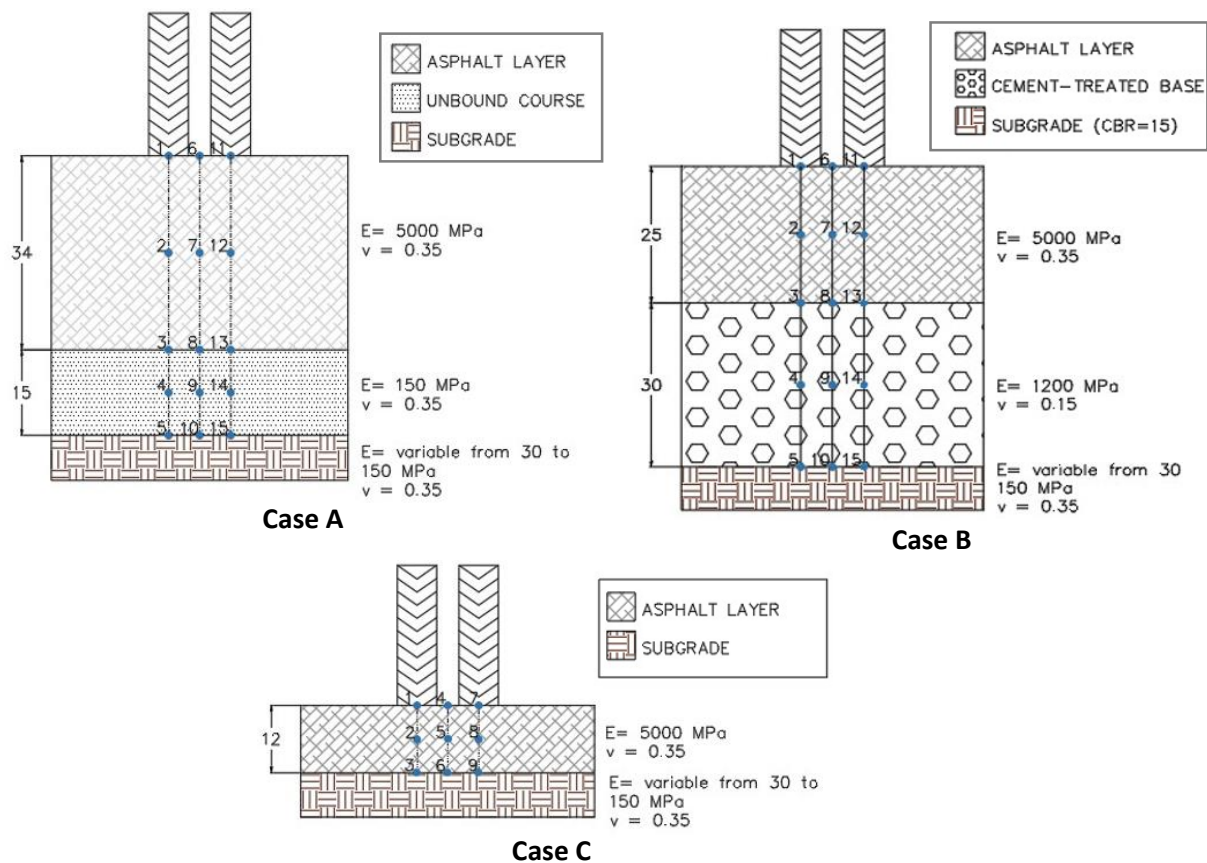 ASPHALT LAYER
UNBOUND COURSE
SUBGRADE
1 6 11
34
2 7 12
E= 5000 MPa
v = 0.35
3 8 13
15
4 9 14
E= 150 MPa
v = 0.35
5 10 15
E= variable from 30 to
150 MPa
v = 0.35
Case A
ASPHALT LAYER
CEMENT-TREATED BASE
SUBGRADE (CBR=15)
1 6 11
25
2 7 12
E= 5000 MPa
v = 0.35
3 8 13
30
4 9 14
E= 1200 MPa
v = 0.15
5 10 15
E= variable from 30
150 MPa
v = 0.35
Case B
ASPHALT LAYER
SUBGRADE
1 4 7
12
2 5 8
E= 5000 MPa
v = 0.35
3 6 9
E= variable from 30 to
150 MPa
v = 0.35
Case C